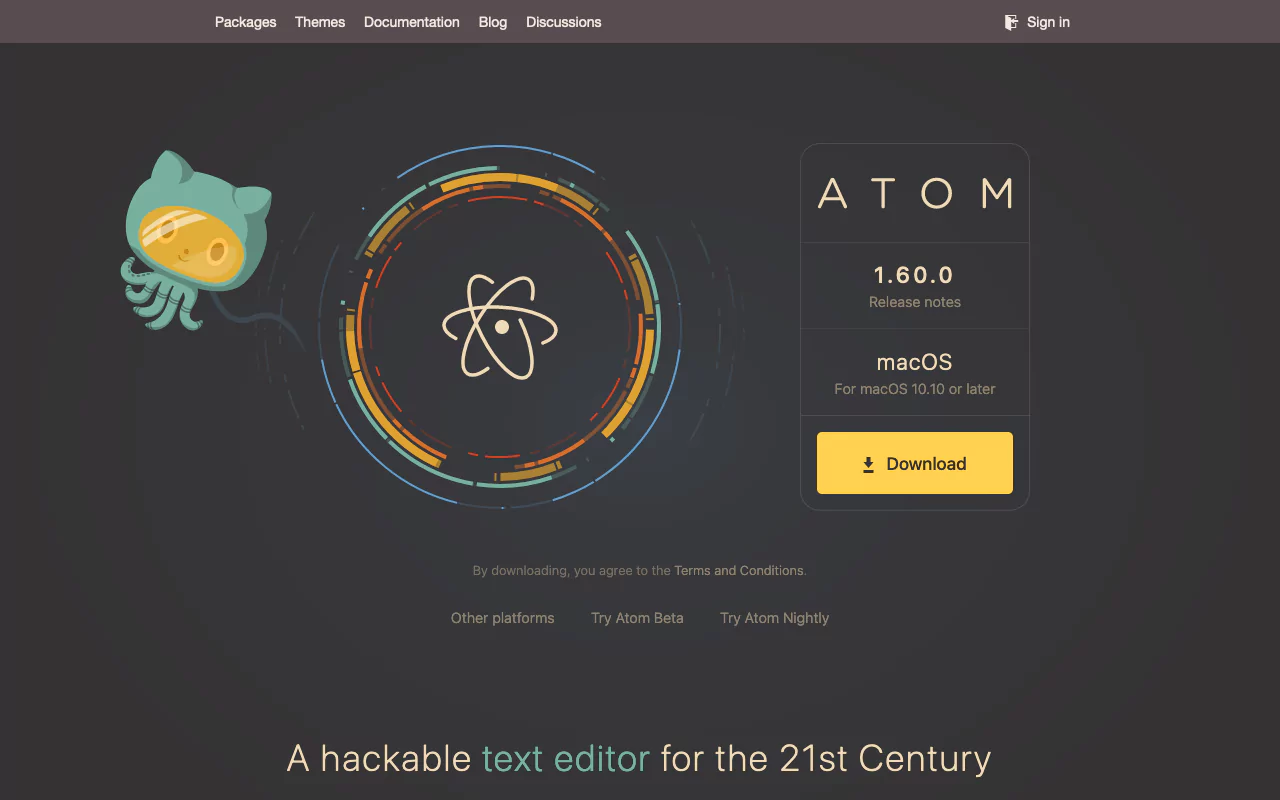 Packages Themes Documentation Blog Discussions Sign in
ATOM
1.60.0
Release notes
macOS
For macOS 10.10 or later
Download
By downloading, you agree to the Terms and Conditions.
Other platforms Try Atom Beta Try Atom Nightly
A hackable text editor for the 21st Century